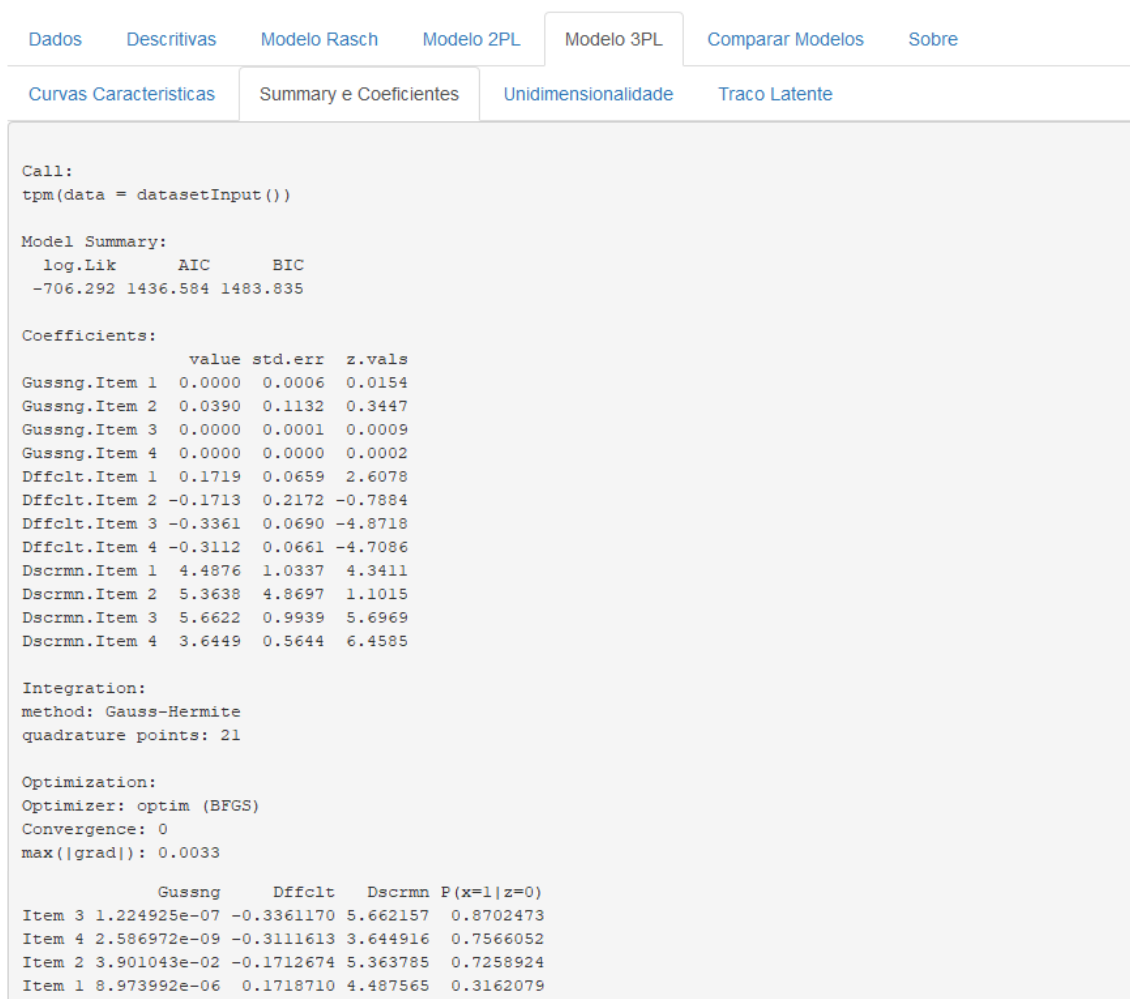 Dados Descritivas Modelo Rasch Modelo 2PL Modelo 3PL Comparar Modelos Sobre
Curvas Caracteristicas Summary e Coeficientes Unidimensionalidade Traco Latente
Call:
tpm(data = datasetInput())
Model Summary:
log.Lik AIC BIC
-706.292 1436.584 1483.835
Coefficients:
value std.err z.vals
Gussng.Item 1 0.0000 0.0006 0.0154
Gussng.Item 2 0.0390 0.1132 0.3447
Gussng.Item 3 0.0000 0.0001 0.0009
Gussng.Item 4 0.0000 0.0000 0.0002
Dffclt.Item 1 0.1719 0.0659 2.6078
Dffclt.Item 2 -0.1713 0.2172 -0.7884
Dffclt.Item 3 -0.3361 0.0690 -4.8718
Dffclt.Item 4 -0.3112 0.0661 -4.7086
Dscrmn.Item 1 4.4876 1.0337 4.3411
Dscrmn.Item 2 5.3638 4.8697 1.1015
Dscrmn.Item 3 5.6622 0.9939 5.6969
Dscrmn.Item 4 3.6449 0.5644 6.4585
Integration:
method: Gauss-Hermite
quadrature points: 21
Optimization:
Optimizer: optim (BFGS)
Convergence: 0
max(|grad|): 0.0033
Gussng Dffclt Dscrmn P(x=1|z=0)
Item 3 1.224925e-07 -0.3361170 5.662157 0.8702473
Item 4 2.586972e-09 -0.3111613 3.644916 0.7566052
Item 2 3.901043e-02 -0.1712674 5.363785 0.7258924
Item 1 8.973992e-06 0.1718710 4.487565 0.3162079